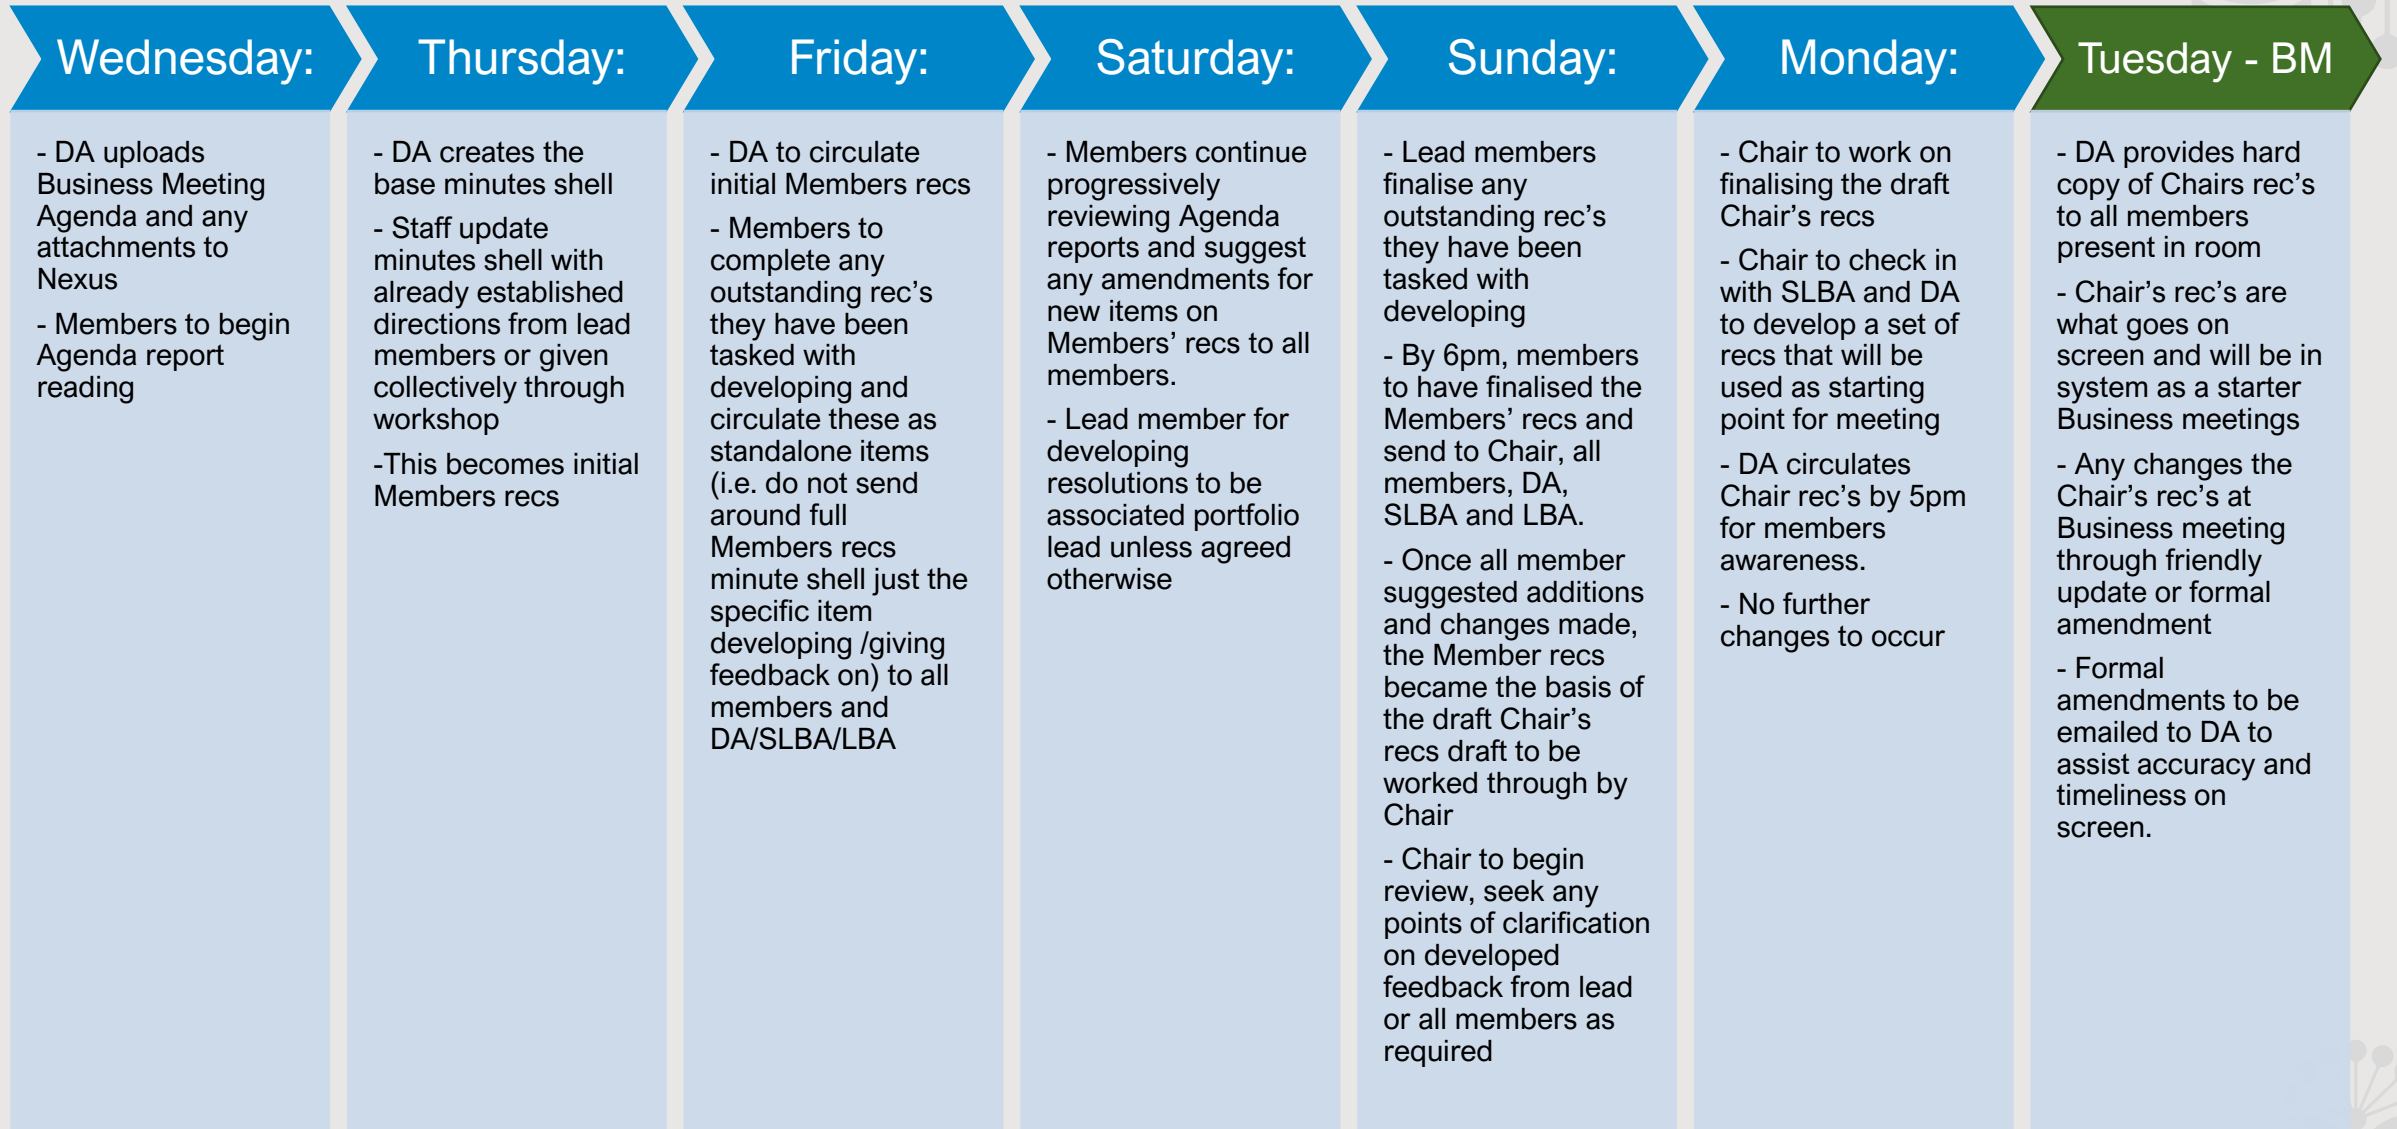 Wednesday:
- DA uploads
Business Meeting
Agenda and any
attachments to
Nexus
- Members to begin
Agenda report
reading
Thursday:
- DA creates the
base minutes shell
- Staff update
minutes shell with
already established
directions from lead
members or given
collectively through
workshop
-This becomes initial
Members recs
Friday:
- DA to circulate
initial Members recs
- Members to
complete any
outstanding rec’s
they have been
tasked with
developing and
circulate these as
standalone items
(i.e. do not send
around full
Members recs
minute shell just the
specific item
developing /giving
feedback on) to all
members and
DA/SLBA/LBA
Saturday:
- Members continue
progressively
reviewing Agenda
reports and suggest
any amendments for
new items on
Members’ recs to all
members.
- Lead member for
developing
resolutions to be
associated portfolio
lead unless agreed
otherwise
Sunday:
- Lead members
finalise any
outstanding rec’s
they have been
tasked with
developing
- By 6pm, members
to have finalised the
Members’ recs and
send to Chair, all
members, DA,
SLBA and LBA.
- Once all member
suggested additions
and changes made,
the Member recs
became the basis of
the draft Chair’s
recs draft to be
worked through by
Chair
- Chair to begin
review, seek any
points of clarification
on developed
feedback from lead
or all members as
required
Monday:
- Chair to work on
finalising the draft
Chair’s recs
- Chair to check in
with SLBA and DA
to develop a set of
recs that will be
used as starting
point for meeting
- DA circulates
Chair rec’s by 5pm
for members
awareness.
- No further
changes to occur
Tuesday - BM
- DA provides hard
copy of Chairs rec’s
to all members
present in room
- Chair’s rec’s are
what goes on
screen and will be in
system as a starter
Business meetings
- Any changes the
Chair’s rec’s at
Business meeting
through friendly
update or formal
amendment
- Formal
amendments to be
emailed to DA to
assist accuracy and
timeliness on
screen.